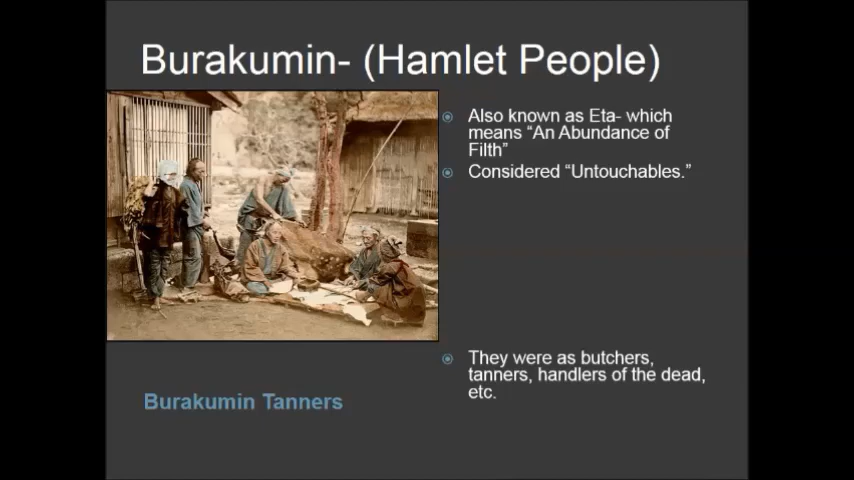 Burakumin- (Hamlet People)
Also known as Eta- which
means “An Abundance of
Filth”
Considered “Untouchables.”
They were as butchers,
tanners, handlers of the dead,
etc.
Burakumin Tanners